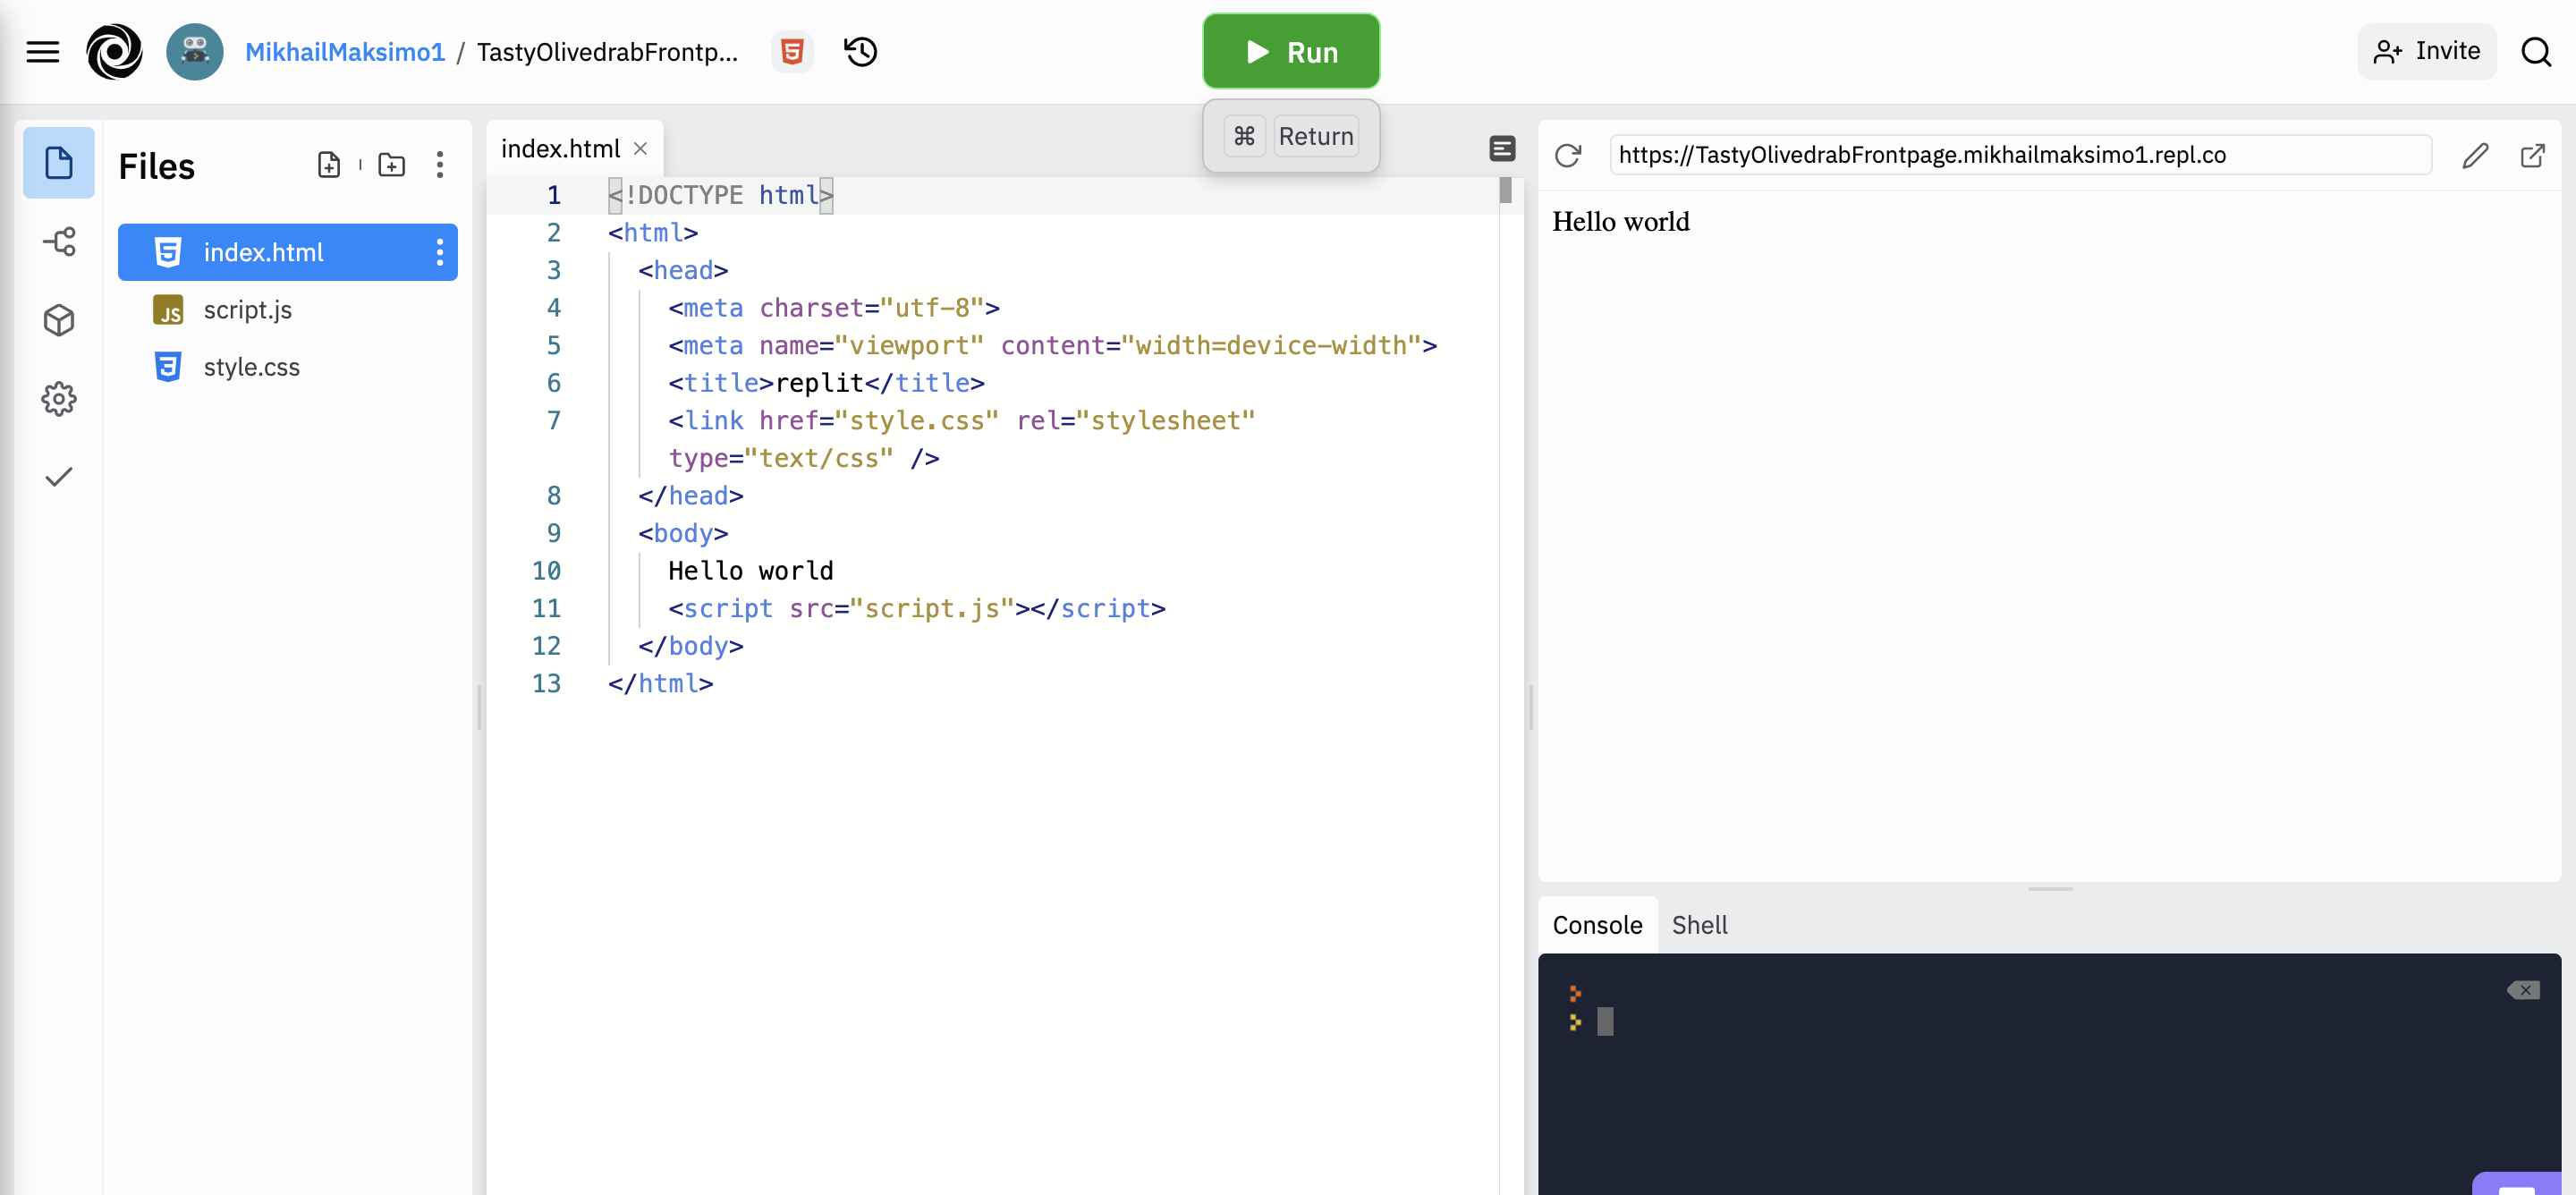 MikhailMaksimo1 / TastyOlivedrabFrontp...
Run
Invite
⌘ Return
Files
index.html
JS script.js
style.css
index.html ×
1 <!DOCTYPE html>
2 <html>
3 <head>
4 <meta charset="utf-8">
5 <meta name="viewport" content="width=device-width">
6 <title>replit</title>
7 <link href="style.css" rel="stylesheet"
type="text/css" />
8 </head>
9 <body>
10 Hello world
11 <script src="script.js"></script>
12 </body>
13 </html>
https://TastyOlivedrabFrontpage.mikhailmaksimo1.repl.co
Hello world
Console Shell